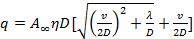 q = A∞ηD[√((v/2D)² + λ/D) + v/2D]